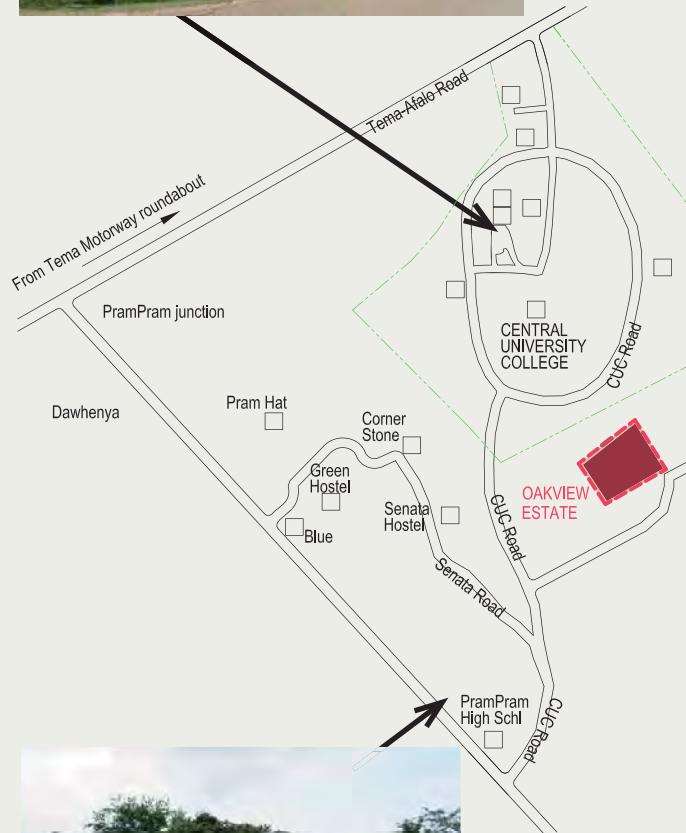 Tema-Afalo Road
From Tema Motorway roundabout
PramPram junction
CENTRAL
UNIVERSITY
COLLEGE
CUC Road
Dawhenya
Pram Hat
Corner
Stone
Green
Hostel
OAKVIEW
ESTATE
Senata
Hostel
CUC Road
Blue
Senata Road
PramPram
High Schl
CUC Road